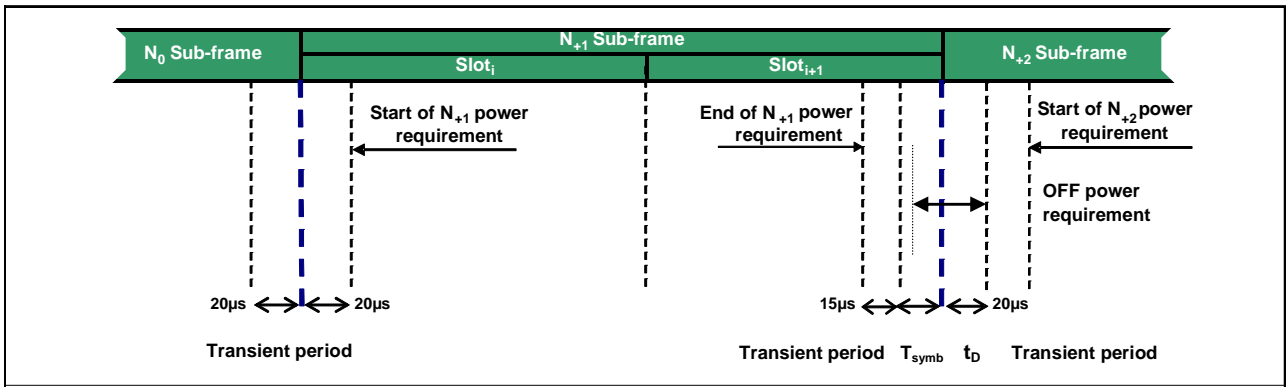 N0 Sub-frame
N+1 Sub-frame
N+2 Sub-frame
Sloti
Sloti+1
Start of N+1 power
requirement
End of N+1 power
requirement
Start of N+2 power
requirement
OFF power
requirement
20µs
20µs
15µs
20µs
Transient period
Transient period
Tsymb
tD
Transient period